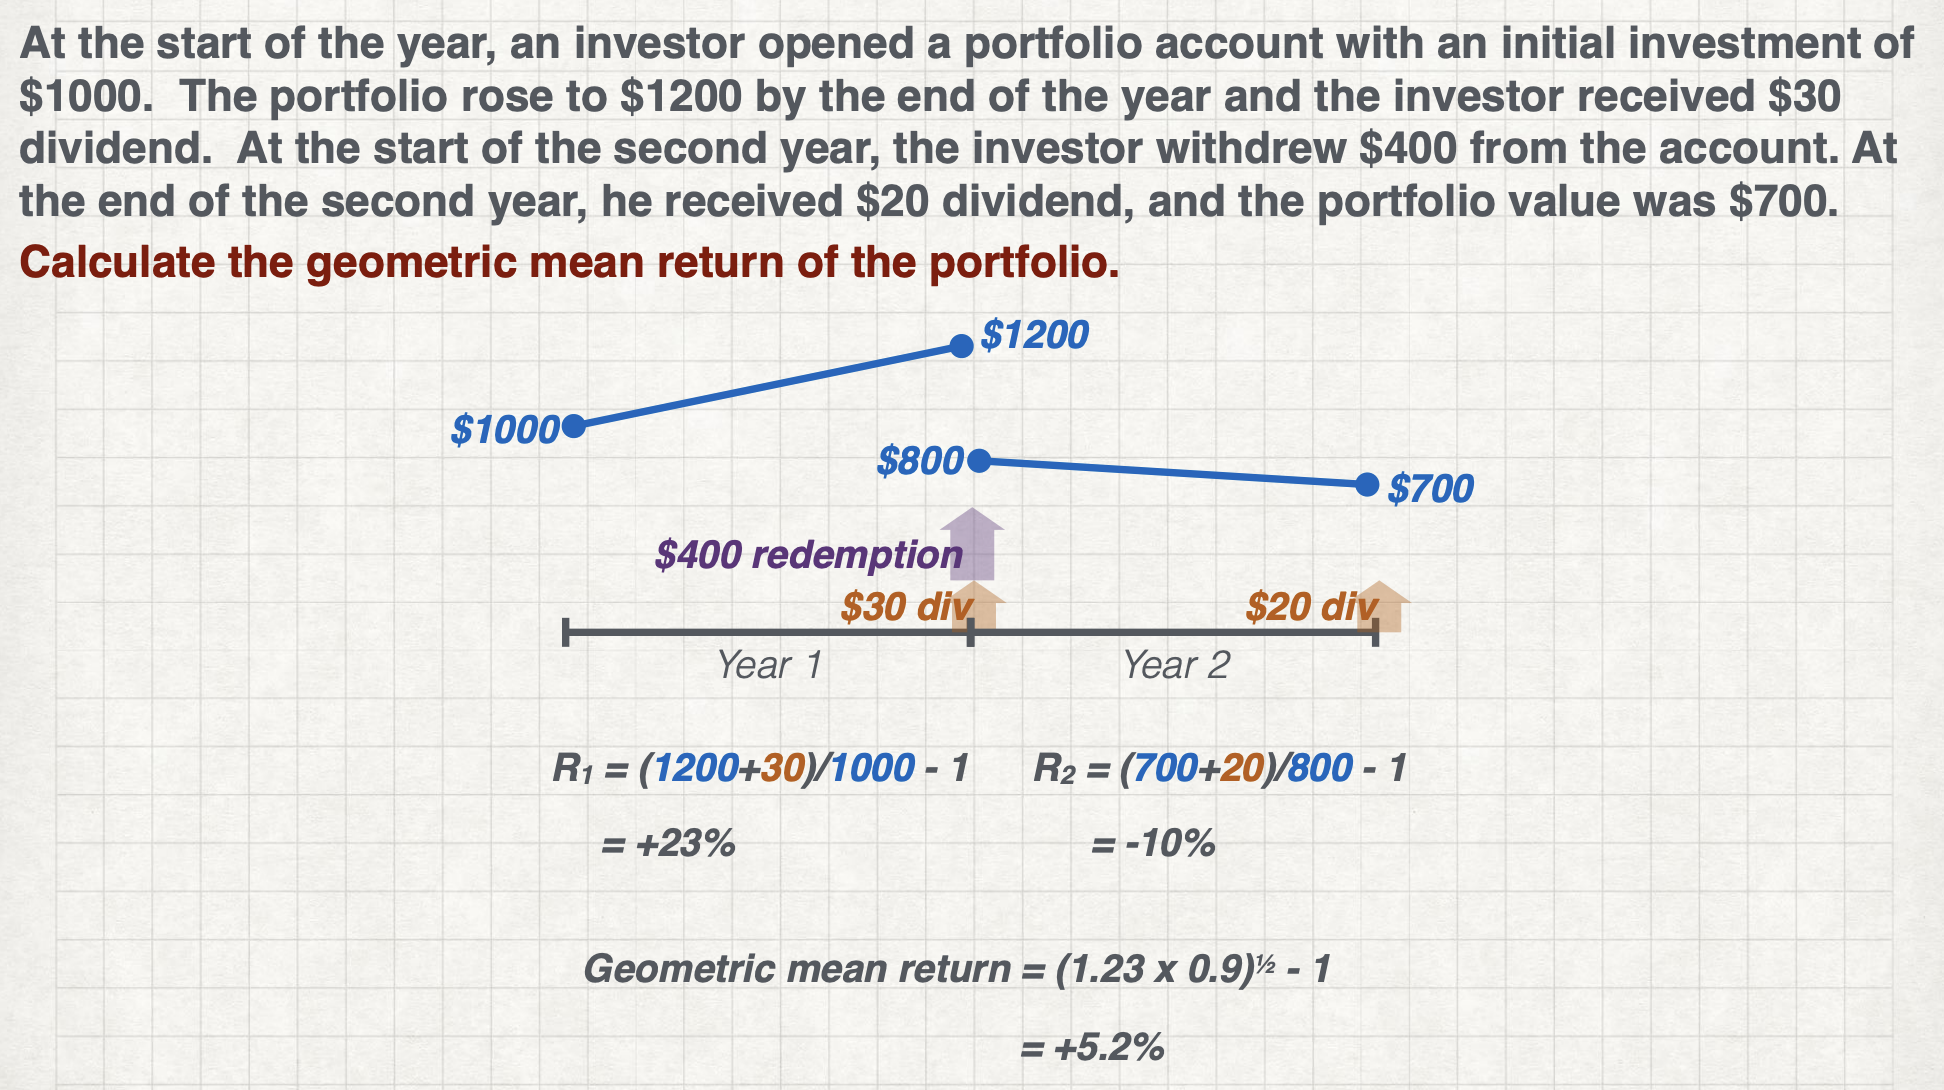 At the start of the year, an investor opened a portfolio account with an initial investment of
$1000.  The portfolio rose to $1200 by the end of the year and the investor received $30
dividend.  At the start of the second year, the investor withdrew $400 from the account. At
the end of the second year, he received $20 dividend, and the portfolio value was $700.
Calculate the geometric mean return of the portfolio.
$1200
$1000
$800
$700
$400 redemption
$30 div
$20 div
Year 1
Year 2
R₁ = (1200+30)/1000 - 1
R₂ = (700+20)/800 - 1
= +23%
= -10%
Geometric mean return = (1.23 x 0.9)^½ - 1
= +5.2%